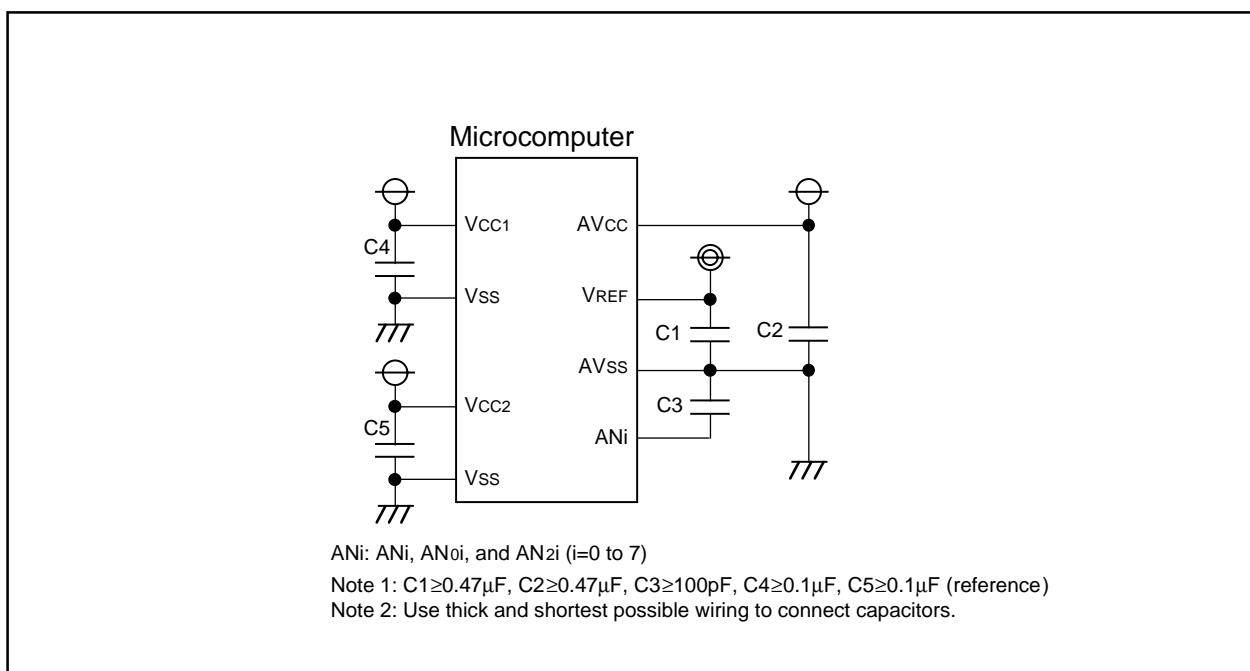 Microcomputer
VCC1
AVCC
C4
VREF
VSS
C1
C2
AVSS
VCC2
C3
C5
ANi
VSS
ANi: ANi, AN0i, and AN2i (i=0 to 7)
Note 1: C1≥0.47μF, C2≥0.47μF, C3≥100pF, C4≥0.1μF, C5≥0.1μF (reference)
Note 2: Use thick and shortest possible wiring to connect capacitors.